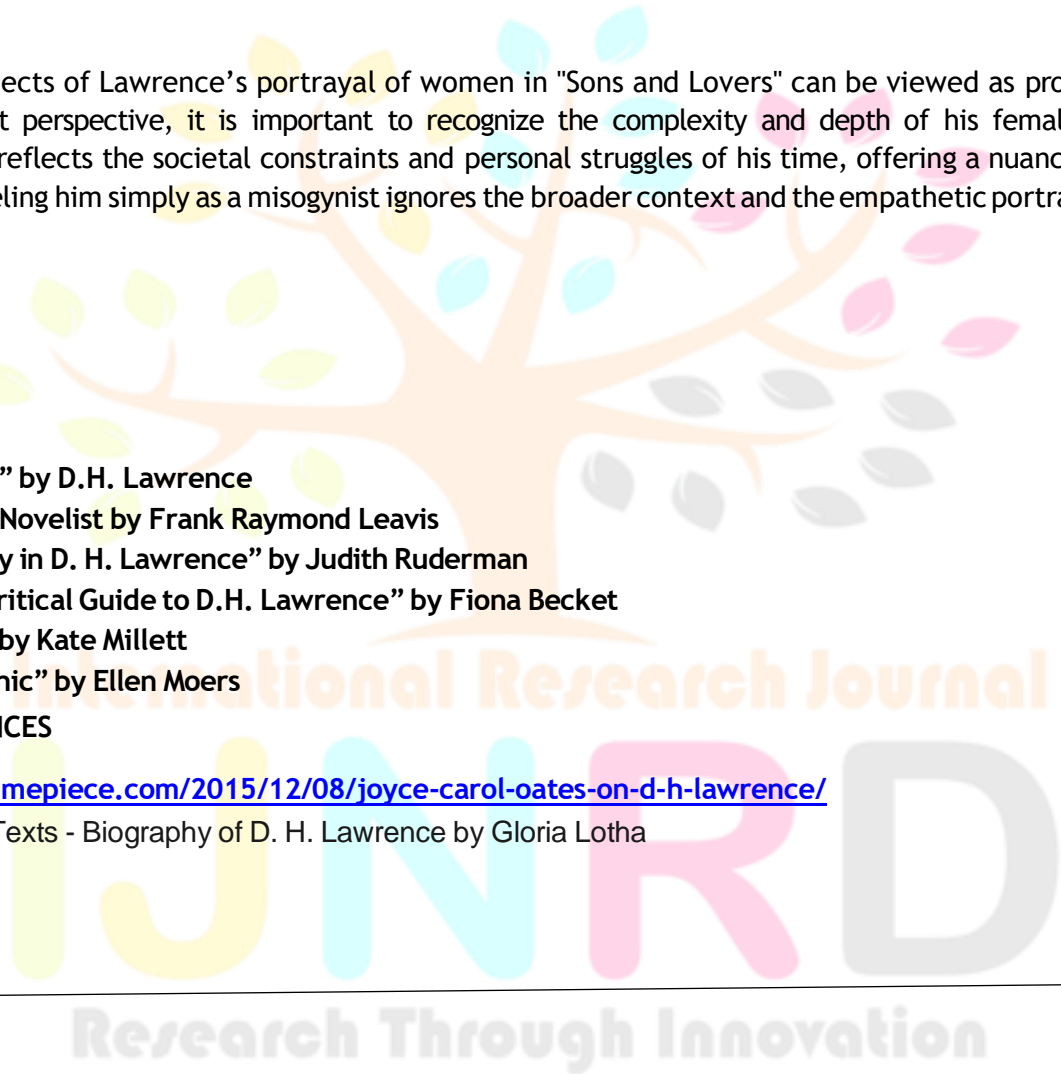 ects of Lawrence’s portrayal of women in "Sons and Lovers" can be viewed as pro
t perspective, it is important to recognize the complexity and depth of his femal
reflects the societal constraints and personal struggles of his time, offering a nuanc
eling him simply as a misogynist ignores the broader context and the empathetic portra
” by D.H. Lawrence
Novelist by Frank Raymond Leavis
y in D. H. Lawrence” by Judith Ruderman
ritical Guide to D.H. Lawrence” by Fiona Becket
by Kate Millett
nic” by Ellen Moers
International Research Journal
ICES
mepiece.com/2015/12/08/joyce-carol-oates-on-d-h-lawrence/
Texts - Biography of D. H. Lawrence by Gloria Lotha
IJNRD
Research Through Innovation